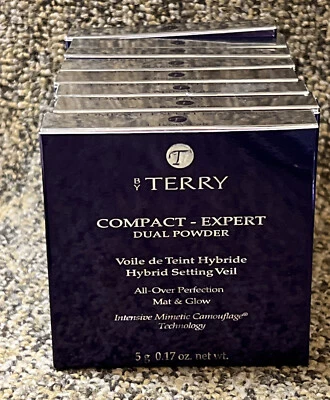 T
BY TERRY
COMPACT - EXPERT
DUAL POWDER
Voile de Teint Hybride
Hybrid Setting Veil
All-Over Perfection
Mat & Glow
Intensive Mimetic Camouflage®
Technology
5 g 0.17 oz. net wt.